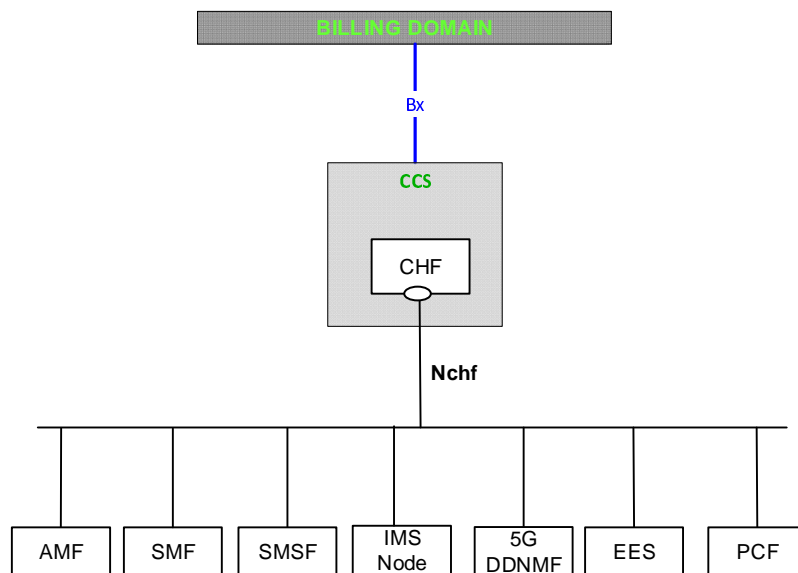 BILLING DOMAIN
Bx
CCS
CHF
Nchf
AMF
SMF
SMSF
IMS
Node
5G
DDNMF
EES
PCF